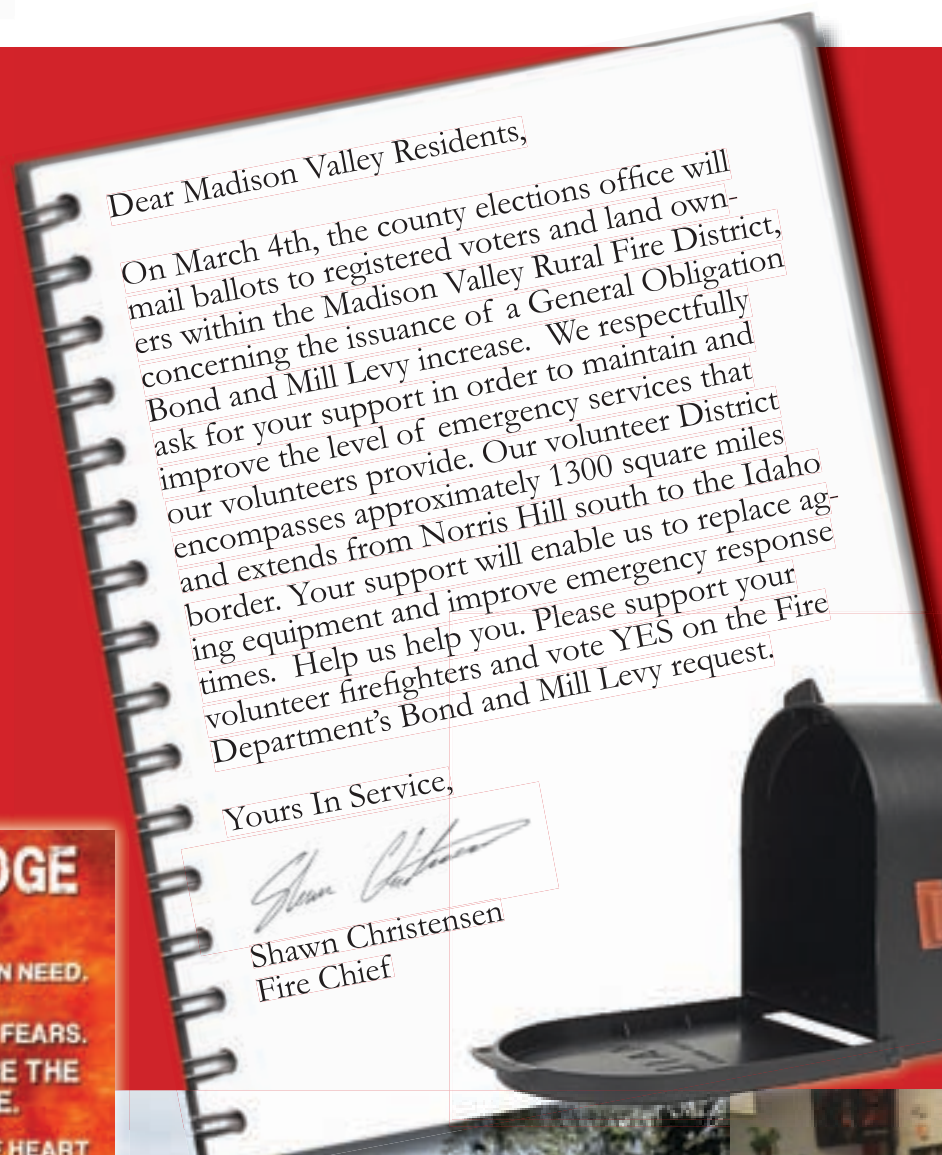 Dear Madison Valley Residents,
On March 4th, the county elections office will
mail ballots to registered voters and land own-
ers within the Madison Valley Rural Fire District,
concerning the issuance of a General Obligation
Bond and Mill Levy increase.  We respectfully
ask for your support in order to maintain and
improve the level of emergency services that
our volunteers provide. Our volunteer District
encompasses approximately 1300 square miles
and extends from Norris Hill south to the Idaho
border. Your support will enable us to replace ag-
ing equipment and improve emergency response
times.  Help us help you. Please support your
volunteer firefighters and vote YES on the Fire
Department's Bond and Mill Levy request.
Yours In Service,
Shawn Christensen
Shawn Christensen
Fire Chief
NEED.
FEARS.
THE
HEART